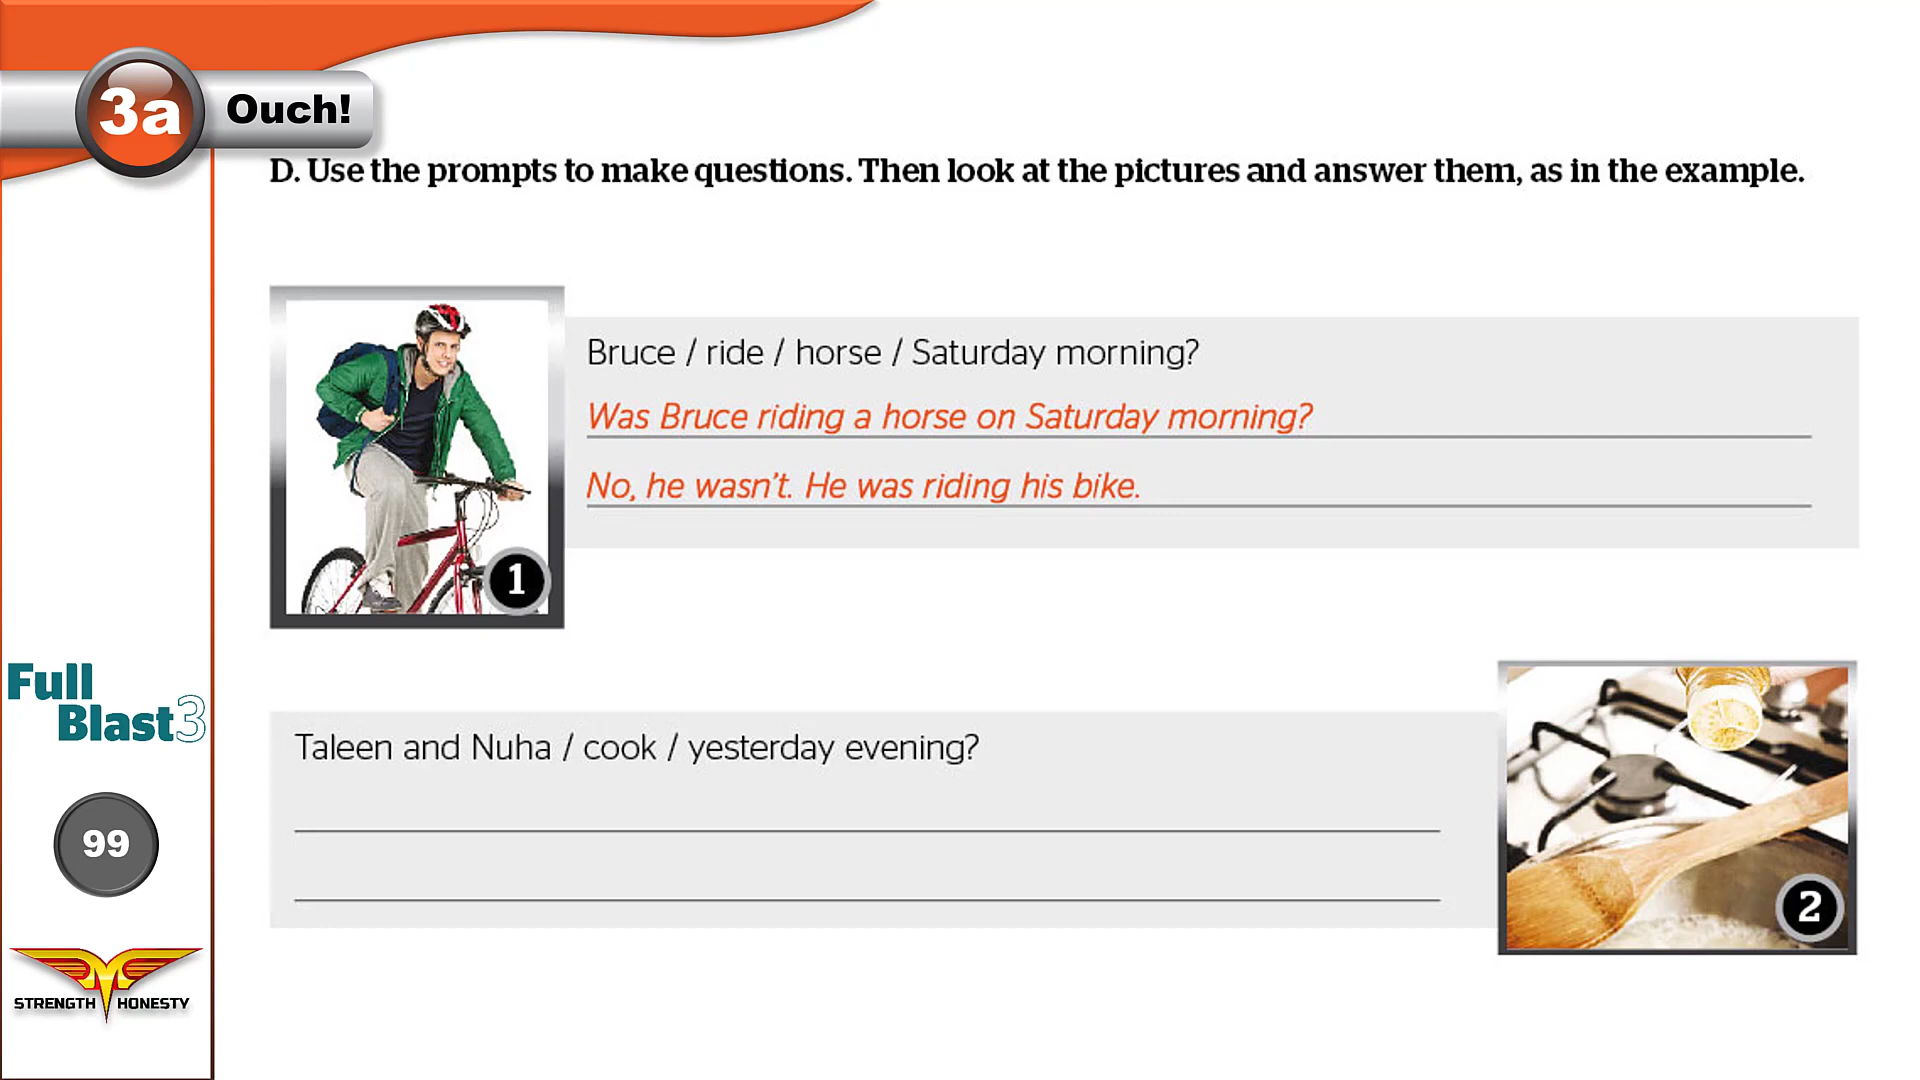 3a Ouch!
D. Use the prompts to make questions. Then look at the pictures and answer them, as in the example.
Bruce / ride / horse / Saturday morning?
Was Bruce riding a horse on Saturday morning?
No, he wasn't. He was riding his bike.
1
Taleen and Nuha / cook / yesterday evening?
2
Full
Blast3
99
STRENGTH HONESTY